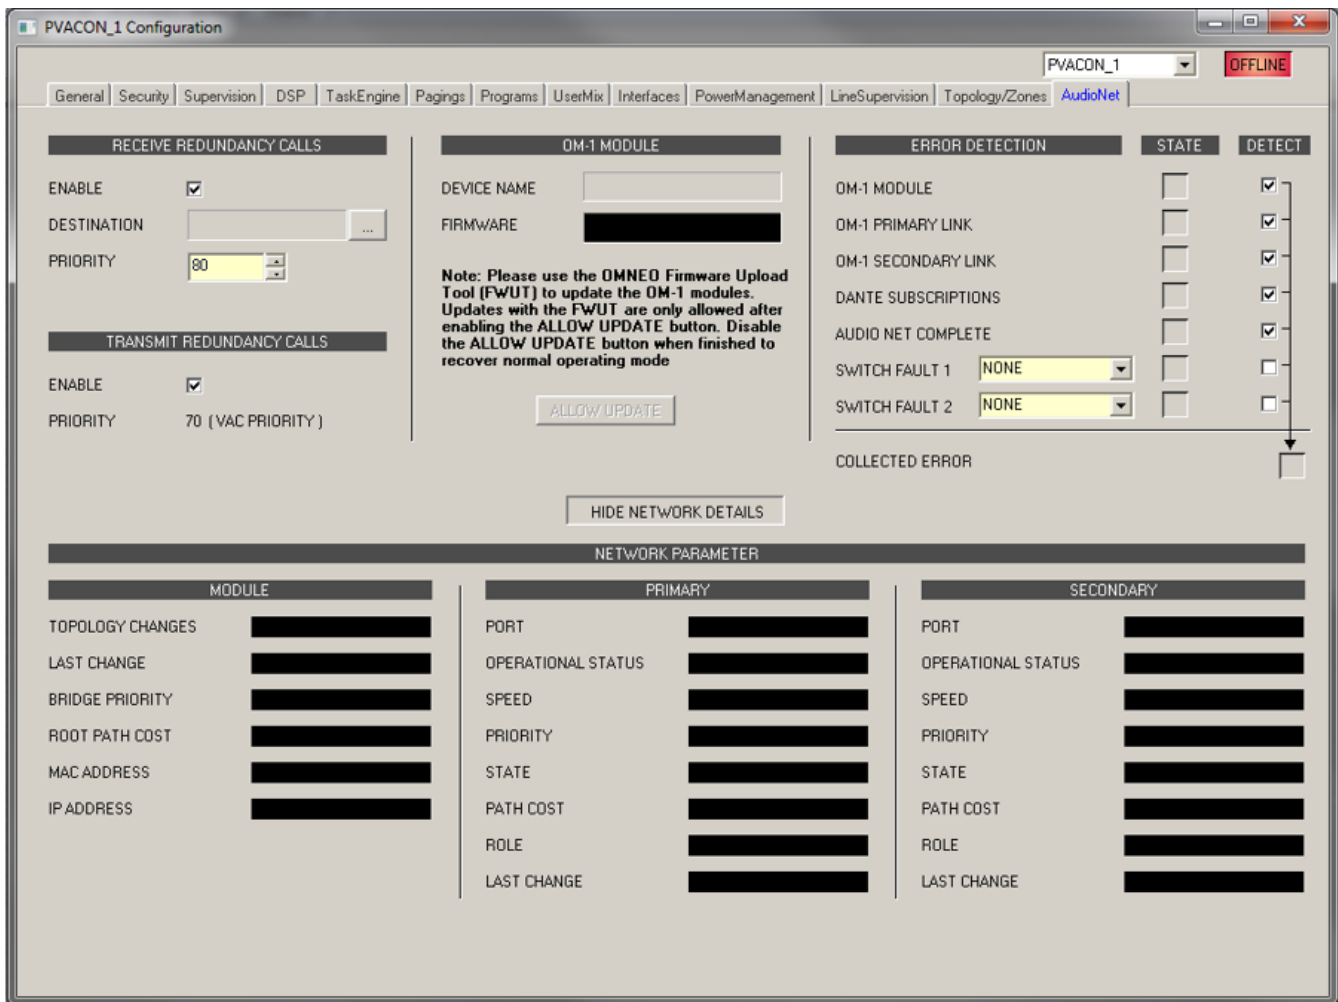 PVACON_1 Configuration
PVACON_1
OFFLINE
General Security Supervision DSP TaskEngine Pagings Programs UserMix Interfaces PowerManagement LineSupervision Topology/Zones AudioNet
RECEIVE REDUNDANCY CALLS
ENABLE
DESTINATION ...
PRIORITY 80
TRANSMIT REDUNDANCY CALLS
ENABLE
PRIORITY 70 ( VAC PRIORITY )
OM-1 MODULE
DEVICE NAME
FIRMWARE
Note: Please use the OMNEO Firmware Upload
Tool (FWUT) to update the OM-1 modules.
Updates with the FWUT are only allowed after
enabling the ALLOW UPDATE button. Disable
the ALLOW UPDATE button when finished to
recover normal operating mode
ALLOW UPDATE
ERROR DETECTION STATE DETECT
OM-1 MODULE
OM-1 PRIMARY LINK
OM-1 SECONDARY LINK
DANTE SUBSCRIPTIONS
AUDIO NET COMPLETE
SWITCH FAULT 1 NONE
SWITCH FAULT 2 NONE
COLLECTED ERROR
HIDE NETWORK DETAILS
NETWORK PARAMETER
MODULE
TOPOLOGY CHANGES
LAST CHANGE
BRIDGE PRIORITY
ROOT PATH COST
MAC ADDRESS
IP ADDRESS
PRIMARY
PORT
OPERATIONAL STATUS
SPEED
PRIORITY
STATE
PATH COST
ROLE
LAST CHANGE
SECONDARY
PORT
OPERATIONAL STATUS
SPEED
PRIORITY
STATE
PATH COST
ROLE
LAST CHANGE